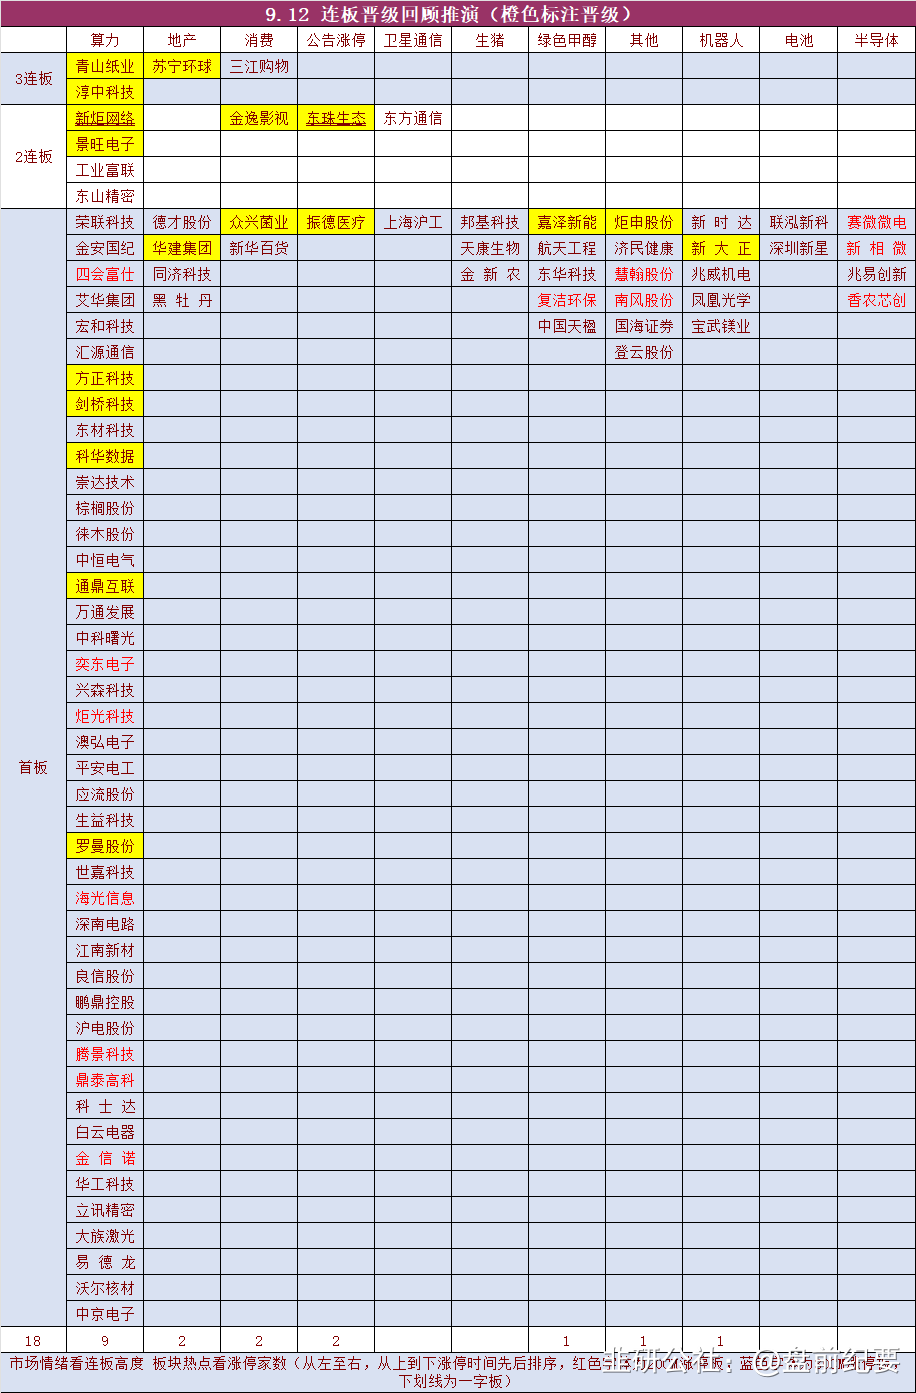 9.12 连板晋级回顾推演（橙色标注晋级）
算力 地产 消费 公告涨停 卫星通信 生猪 绿色甲醇 其他 机器人 电池 半导体
3连板
青山纸业 苏宁环球 三江购物
淳中科技
2连板
新炬网络 金逸影视 东珠生态 东方通信
景旺电子
工业富联
东山精密
首板
荣联科技 德才股份 众兴菌业 振德医疗 上海沪工 邦基科技 嘉泽新能 炬申股份 新时达 联泓新科 赛微微电
金安国纪 华建集团 新华百货 天康生物 航天工程 济民健康 新大正 深圳新星 新相微
四会富仕 同济科技 金新农 东华科技 慧翰股份 兆威机电 兆易创新
艾华集团 黑牡丹 复洁环保 南风股份 凤凰光学 香农芯创
宏和科技 中国天楹 国海证券 宝武镁业
汇源通信 登云股份
方正科技
剑桥科技
东材科技
科华数据
崇达技术
棕榈股份
徕木股份
中恒电气
通鼎互联
万通发展
中科曙光
奕东电子
兴森科技
炬光科技
澳弘电子
平安电工
应流股份
生益科技
罗曼股份
世嘉科技
海光信息
深南电路
江南新材
良信股份
鹏鼎控股
沪电股份
腾景科技
鼎泰高科
科士达
白云电器
金信诺
华工科技
立讯精密
大族激光
易德龙
沃尔核材
中京电子
18 9 2 2 2 1 1 1
市场情绪看连板高度 板块热点看涨停家数（从左至右，从上到下涨停时间先后排序，红色字体为20CM涨停板，蓝色
下划线为一字板）
韭研公社：@盘前纪要